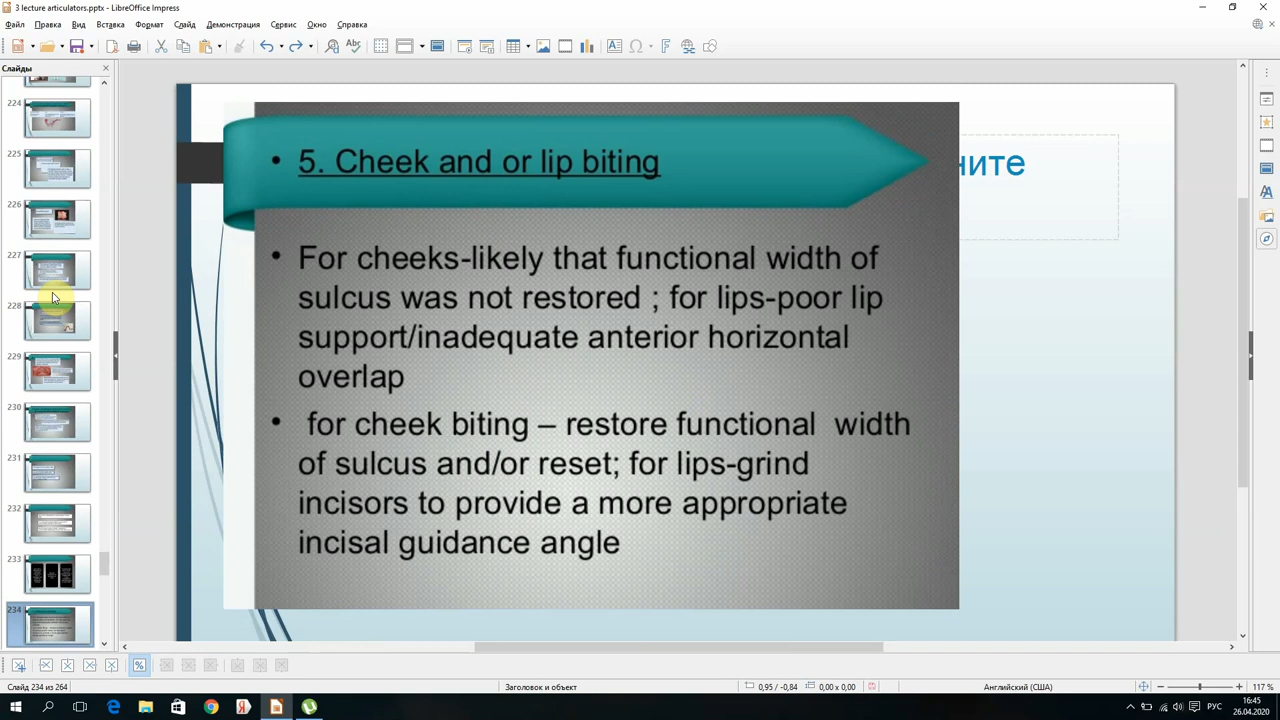 3 lecture articulators.pptx - LibreOffice Impress
Файл Правка Вид Вставка Формат Слайд Демонстрация Сервис Окно Справка
Слайды
224
225
226
227
228
229
230
231
232
233
234
ните
• 5. Cheek and or lip biting
• For cheeks-likely that functional width of
sulcus was not restored ; for lips-poor lip
support/inadequate anterior horizontal
overlap
• for cheek biting – restore functional width
of sulcus and/or reset; for lips-grind
incisors to provide a more appropriate
incisal guidance angle
Слайд 234 из 264 Заголовок и объект 0,95 / -0,84 0,00 x 0,00 Английский (США) 117 %
РУС
16:45
26.04.2020